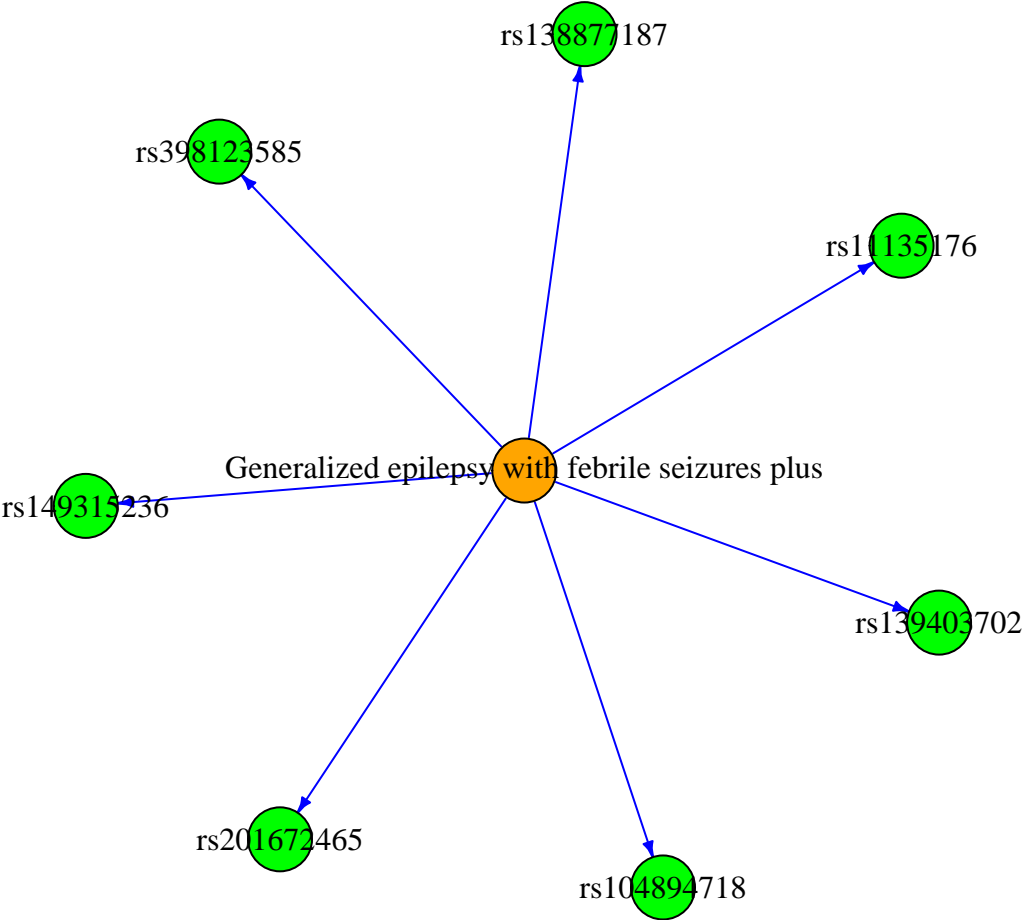 rs138877187
rs398123585
rs11135176
Generalized epilepsy with febrile seizures plus
rs149315236
rs139403702
rs201672465
rs104894718